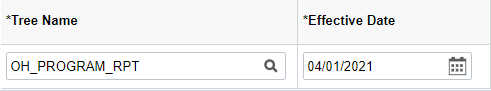 *Tree Name
*Effective Date
OH_PROGRAM_RPT
04/01/2021